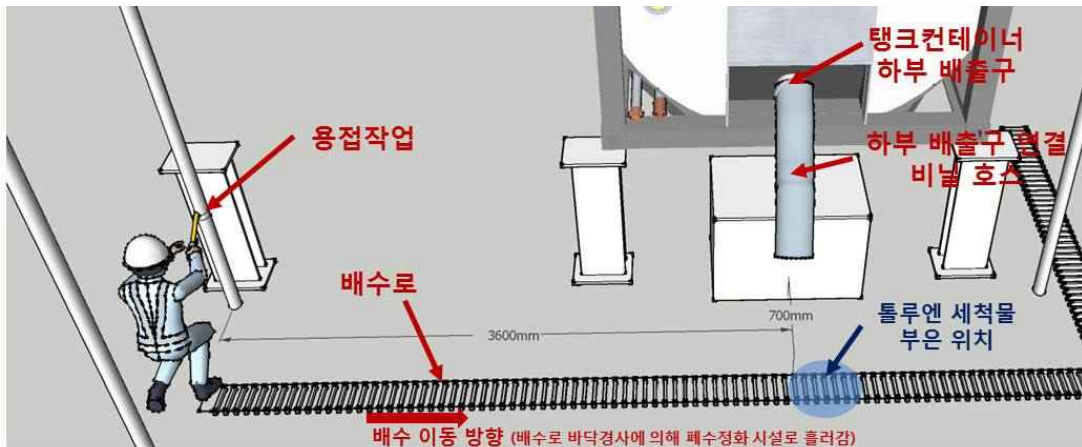 탱크컨테이너
하부 배출구
용접작업
하부 배출구 연결
비닐 호스
배수로
700mm
3600mm
톨루엔 세척물
부은 위치
배수 이동 방향 (배수로 바닥경사에 의해 폐수정화 시설로 흘러감)